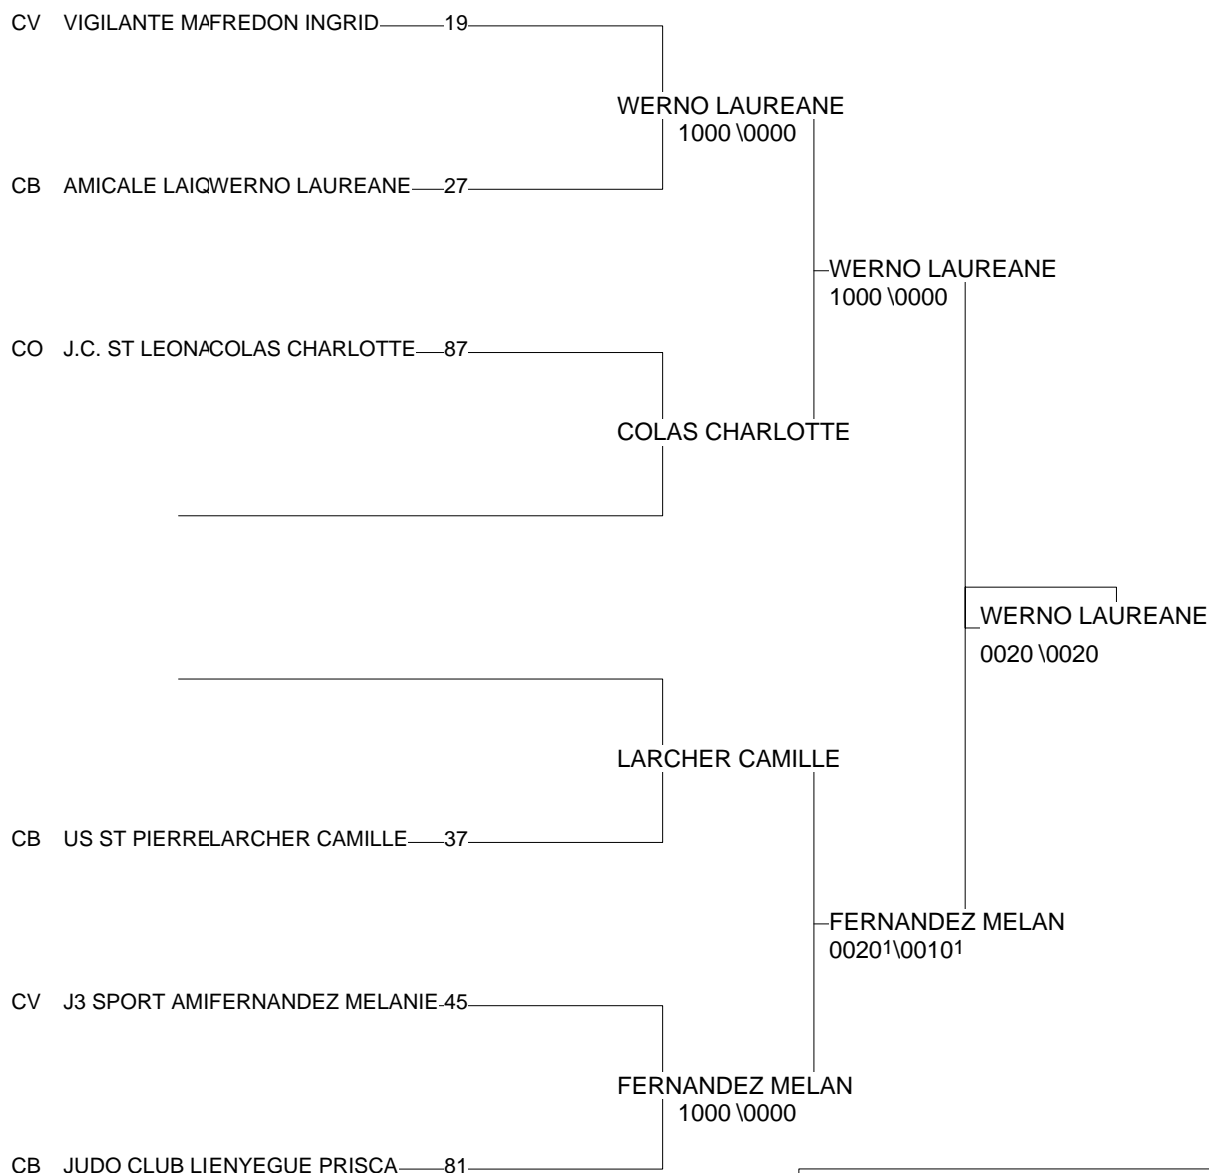 CV VIGILANTE MAFREDON INGRID 19
WERNO LAUREANE
1000 \0000
CB AMICALE LAIQWERNO LAUREANE 27
WERNO LAUREANE
1000 \0000
CO J.C. ST LEONACOLAS CHARLOTTE 87
COLAS CHARLOTTE
WERNO LAUREANE
0020 \0020
LARCHER CAMILLE
CB US ST PIERRELARCHER CAMILLE 37
FERNANDEZ MELAN
0020¹\0010¹
CV J3 SPORT AMIFERNANDEZ MELANIE 45
FERNANDEZ MELAN
1000 \0000
CB JUDO CLUB LIENYEGUE PRISCA 81